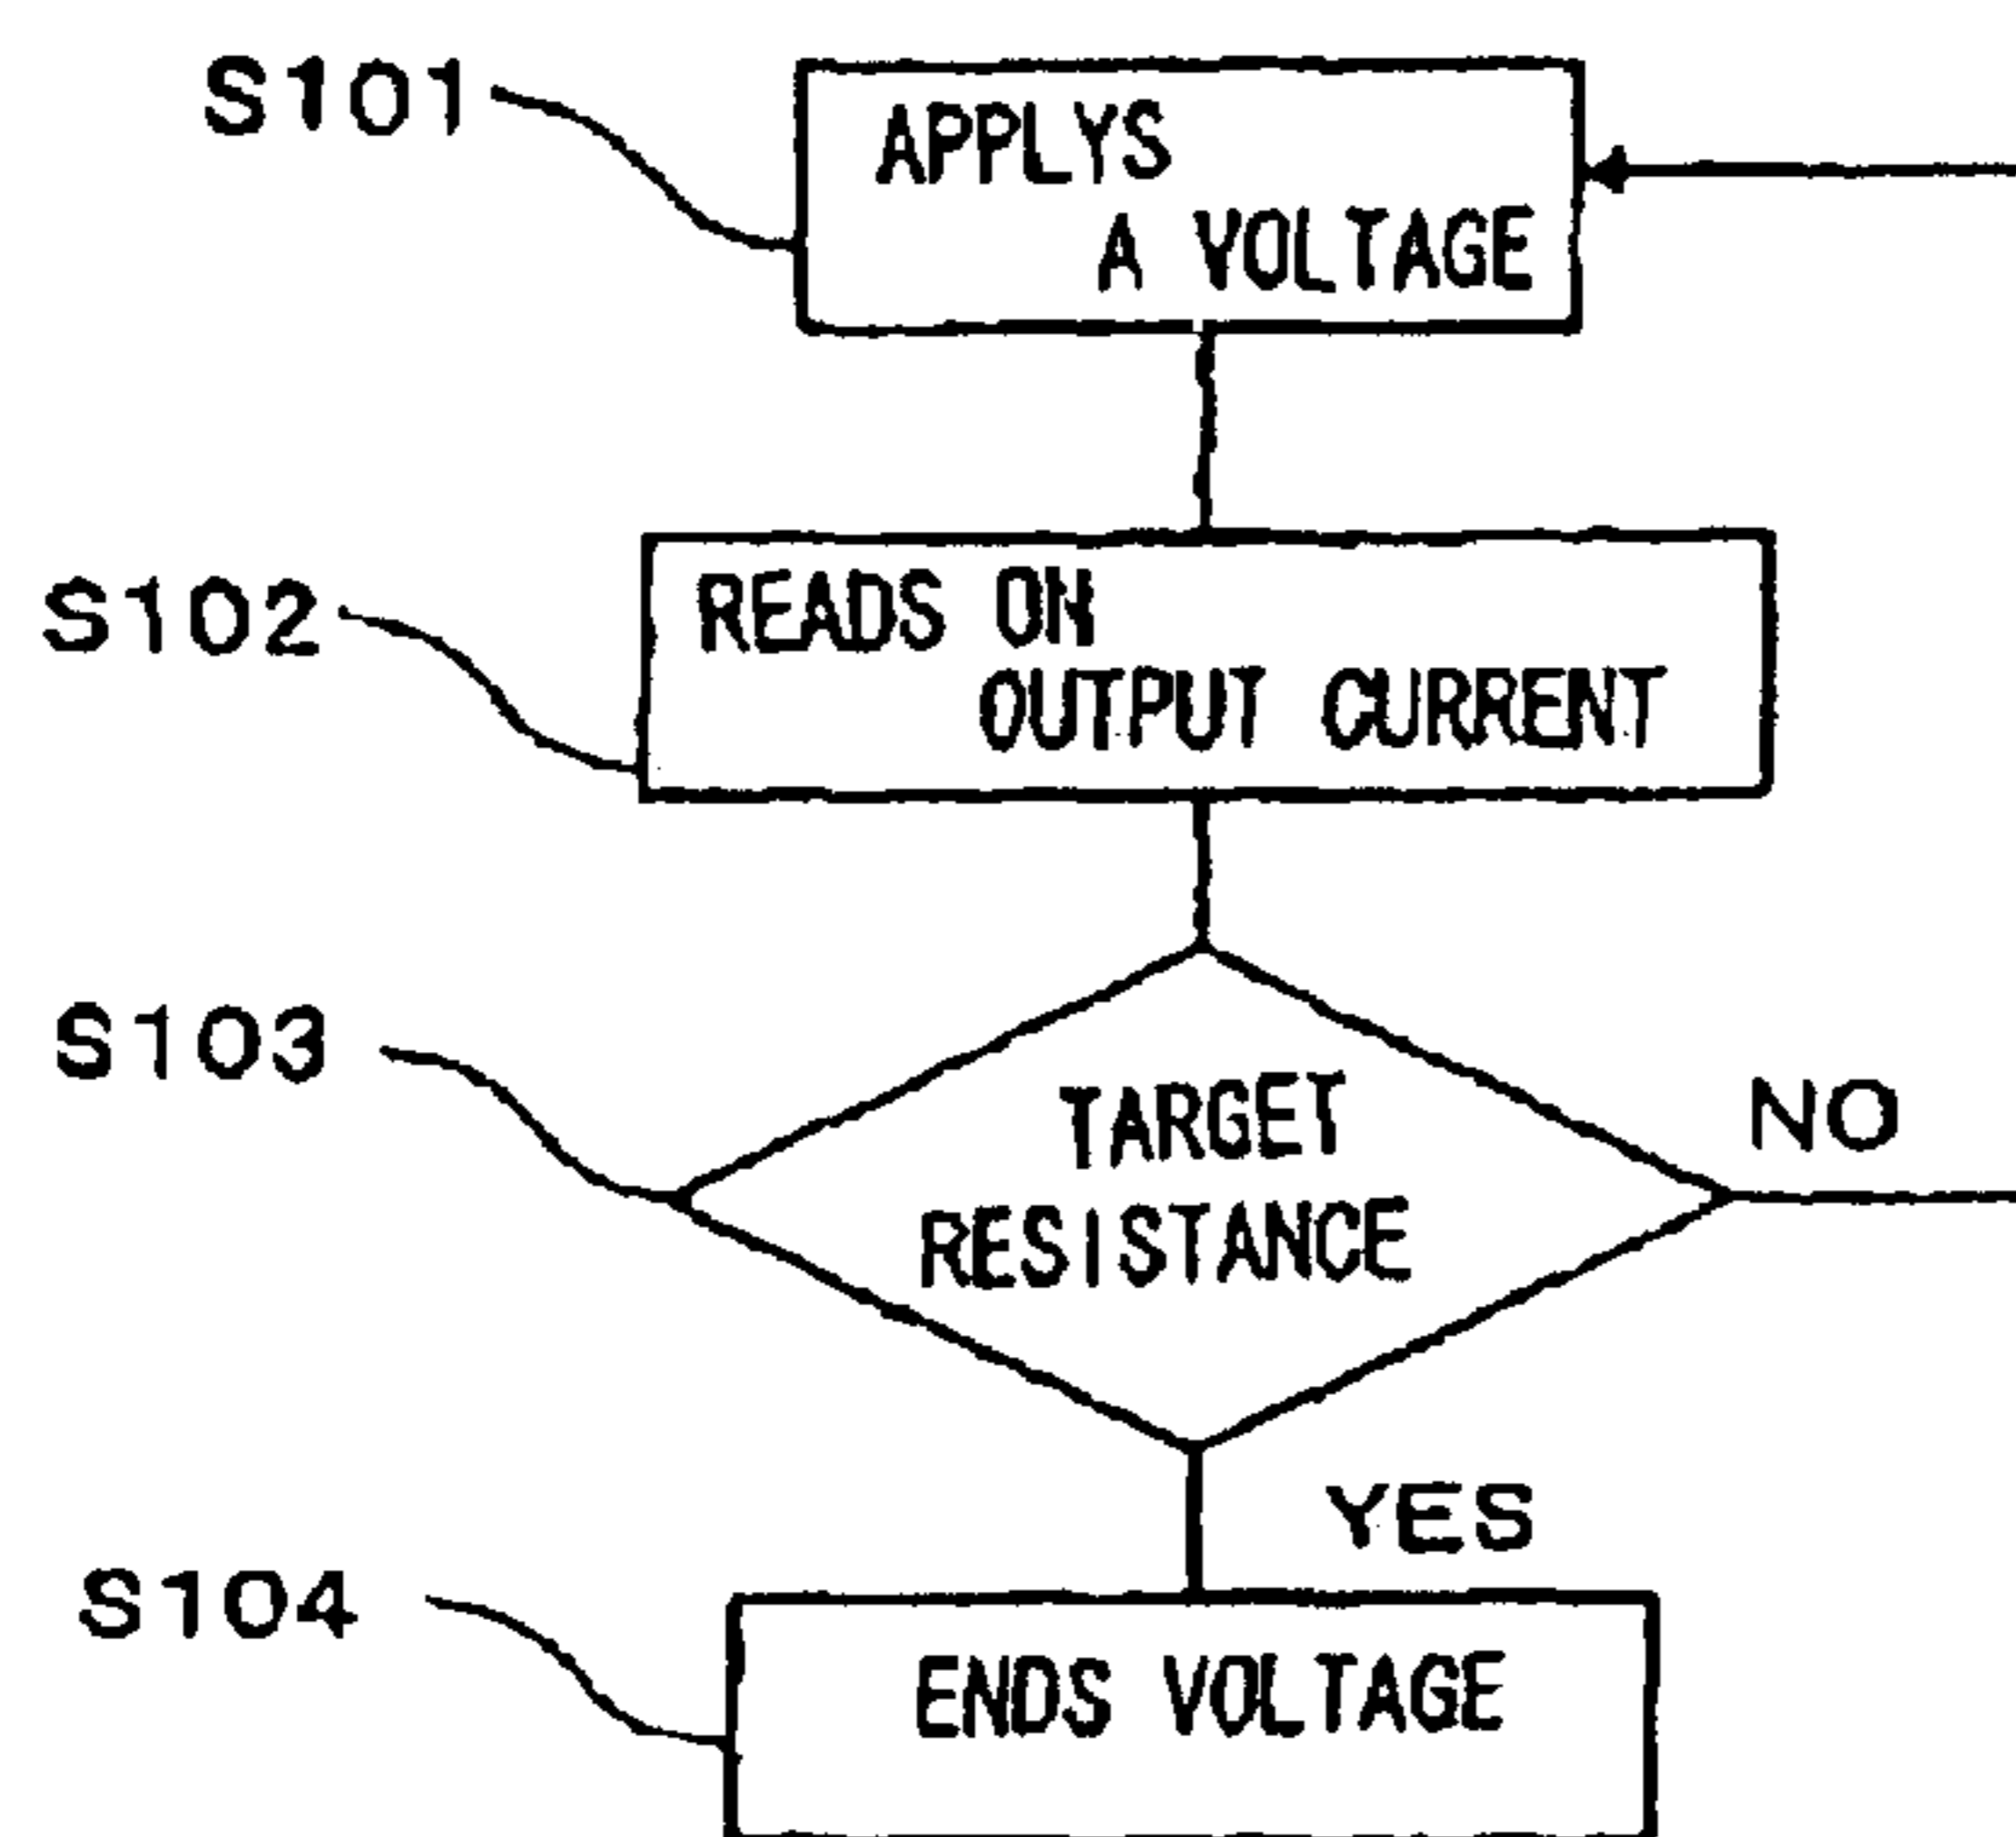 S101
APPLYS
A VOLTAGE
S102
READS ON
OUTPUT CURRENT
S103
TARGET
RESISTANCE
NO
YES
S104
ENDS VOLTAGE